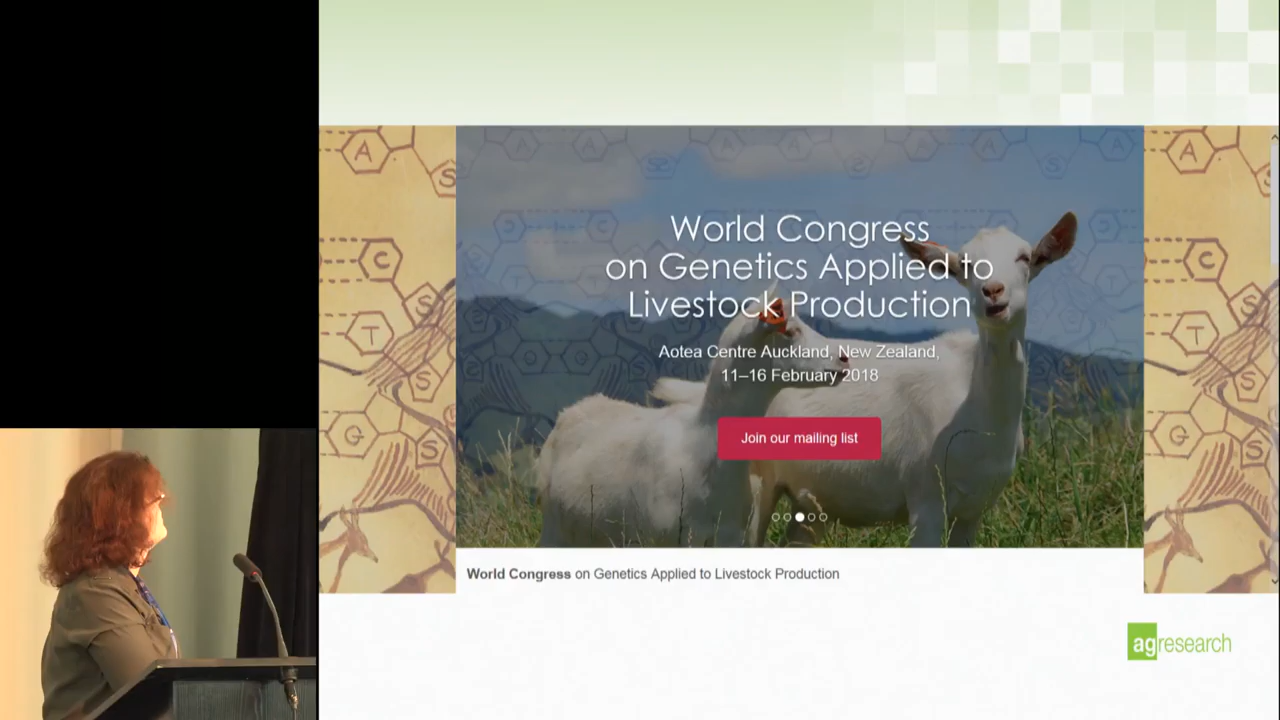 World Congress
on Genetics Applied to
Livestock Production
Aotea Centre Auckland, New Zealand,
11–16 February 2018
Join our mailing list
World Congress on Genetics Applied to Livestock Production
agresearch
A
S
C
S
T
S
G
S
A
C
S
T
S
G
S